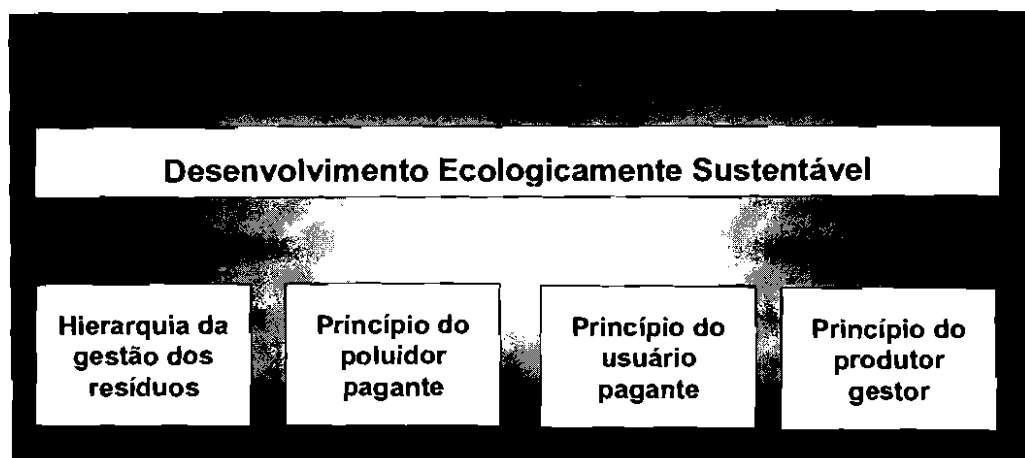 Desenvolvimento Ecologicamente Sustentável
Hierarquia da
gestão dos
resíduos
Princípio do
poluidor
pagante
Princípio do
usuário
pagante
Princípio do
produtor
gestor